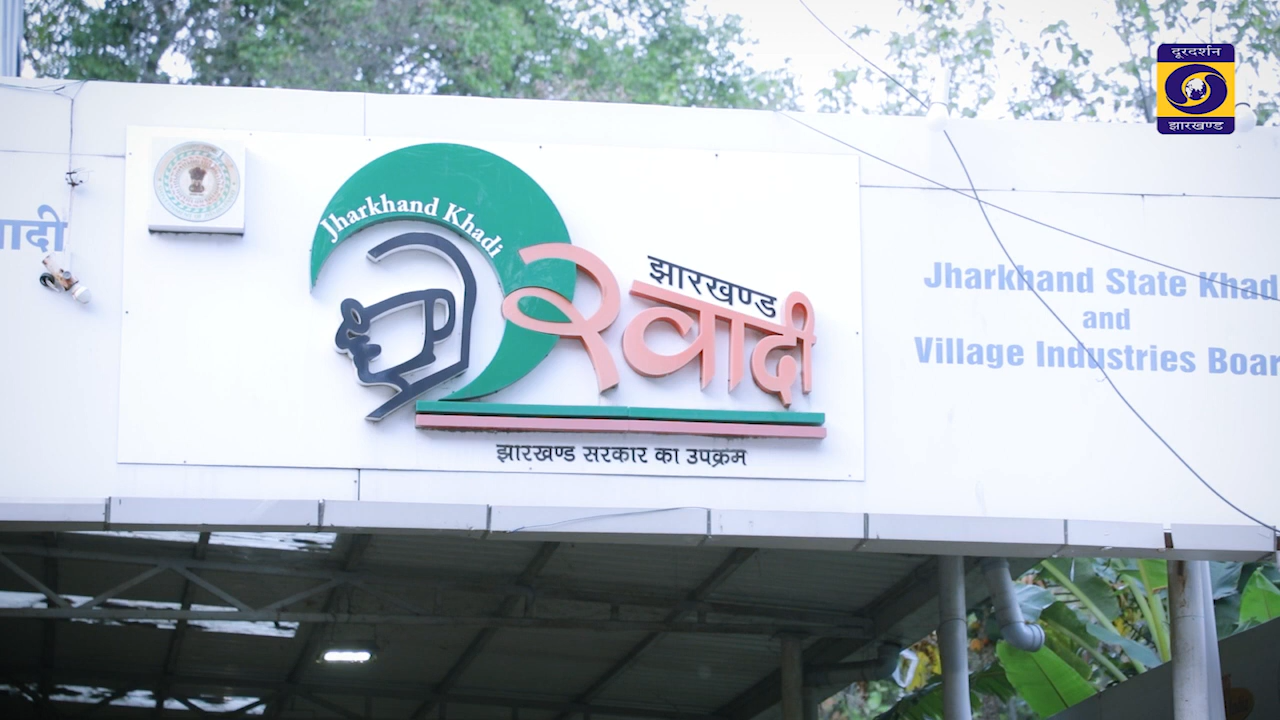 दूरदर्शन
झारखण्ड
Jharkhand Khadi
झारखण्ड
खादी
झारखण्ड सरकार का उपक्रम
Jharkhand State Khad
and
Village Industries Boar